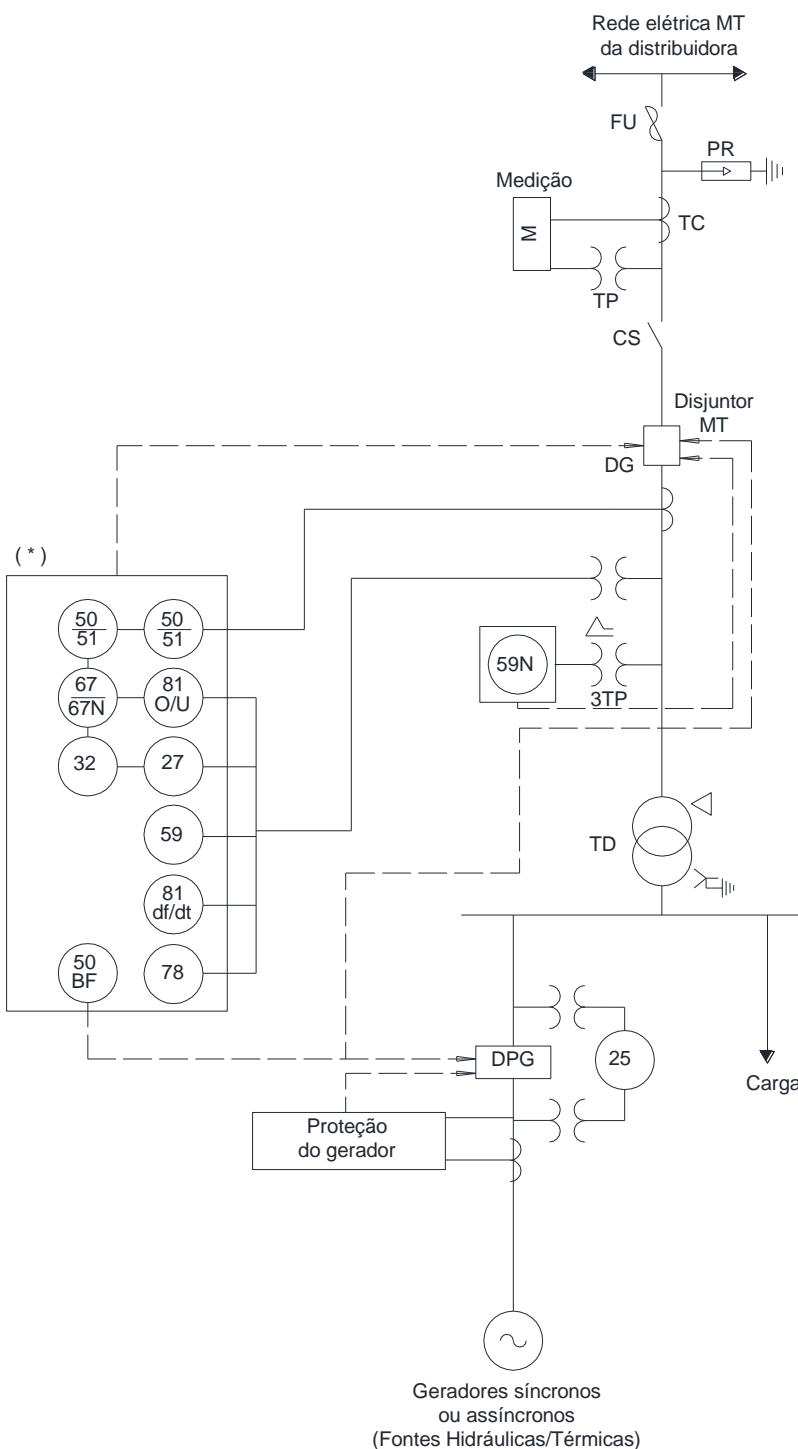 Rede elétrica MT
da distribuidora
FU
PR
Medição
M
TC
TP
CS
Disjuntor
MT
DG
( * )
50
51
50
51
67
67N
81
O/U
59N
3TP
32
27
59
TD
81
df/dt
50
BF
78
DPG
25
Carga
Proteção
do gerador
Geradores síncronos
ou assíncronos
(Fontes Hidráulicas/Térmicas)